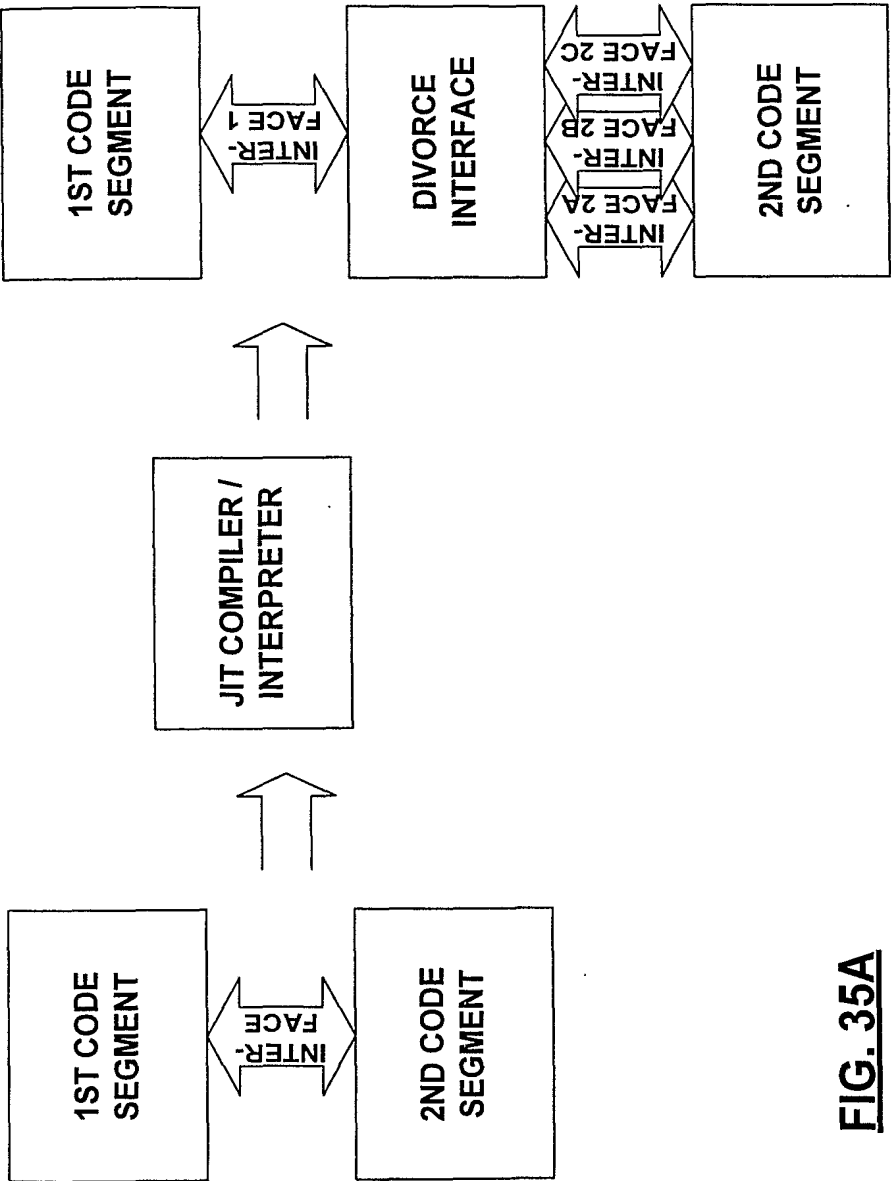 1ST CODE
SEGMENT
INTER-
FACE
2ND CODE
SEGMENT
JIT COMPILER /
INTERPRETER
1ST CODE
SEGMENT
INTER-
FACE 1
DIVORCE
INTERFACE
INTER-
FACE 2A
INTER-
FACE 2B
INTER-
FACE 2C
2ND CODE
SEGMENT
FIG. 35A